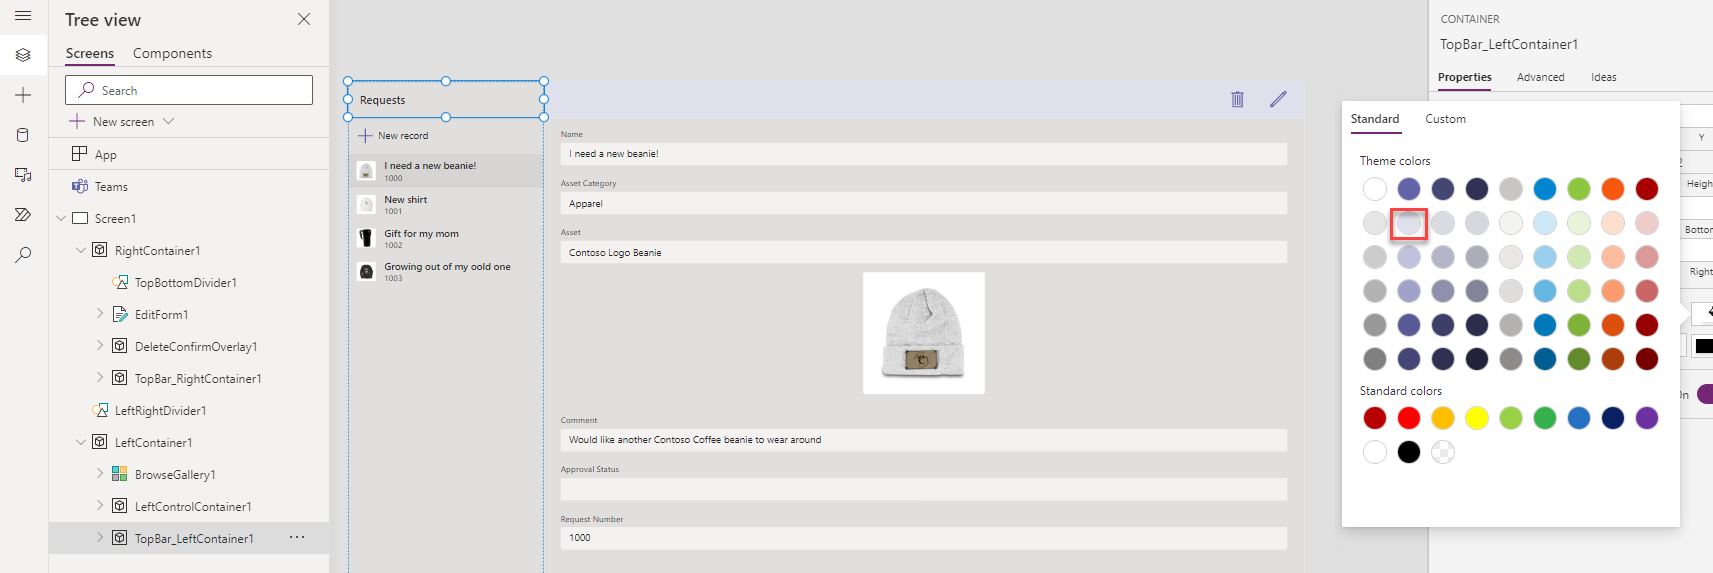 Tree view
Screens Components
Search
New screen
App
Teams
Screen1
RightContainer1
TopBottomDivider1
EditForm1
DeleteConfirmOverlay1
TopBar_RightContainer1
LeftRightDivider1
LeftContainer1
BrowseGallery1
LeftControlContainer1
TopBar_LeftContainer1 ...
Requests
New record
I need a new beanie!
1000
New shirt
1001
Gift for my mom
1002
Growing out of my oold one
1003
Name
I need a new beanie!
Asset Category
Apparel
Asset
Contoso Logo Beanie
Comment
Would like another Contoso Coffee beanie to wear around
Approval Status
Request Number
1000
CONTAINER
TopBar_LeftContainer1
Properties Advanced Ideas
Standard Custom
Theme colors
Standard colors
Y
Heigh
Bottom
Right
On